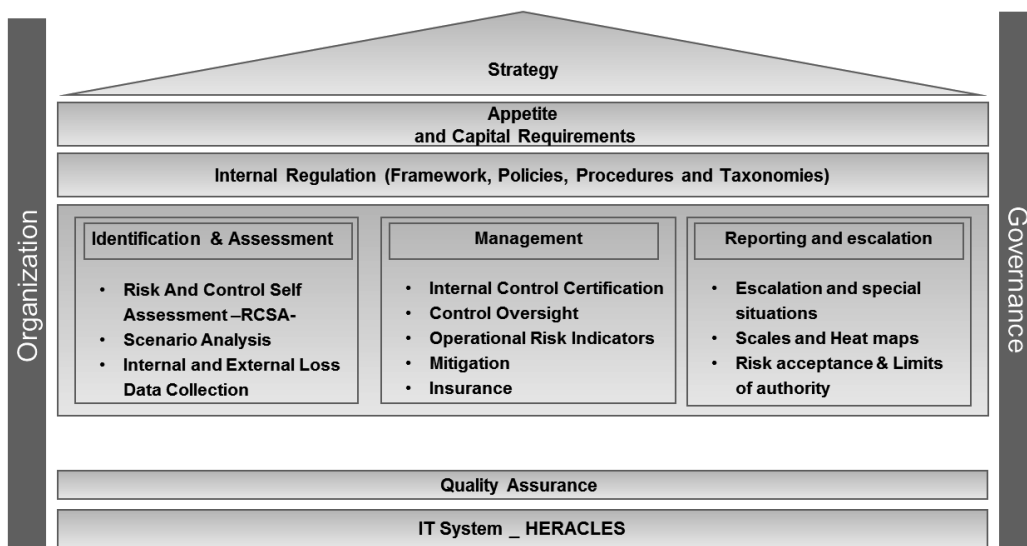 Strategy
Appetite
and Capital Requirements
Internal Regulation (Framework, Policies, Procedures and Taxonomies)
Organization
Identification & Assessment
• Risk And Control Self
Assessment –RCSA-
• Scenario Analysis
• Internal and External Loss
Data Collection
Management
• Internal Control Certification
• Control Oversight
• Operational Risk Indicators
• Mitigation
• Insurance
Reporting and escalation
• Escalation and special
situations
• Scales and Heat maps
• Risk acceptance & Limits
of authority
Governance
Quality Assurance
IT System _ HERACLES